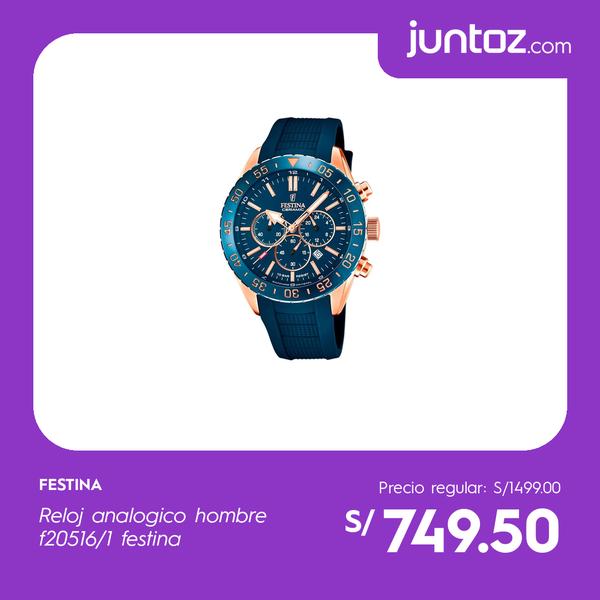 juntoz.com
FESTINA
CERAMIC
FESTINA
Reloj analogico hombre
f20516/1 festina
Precio regular: S/1499.00
S/ 749.50